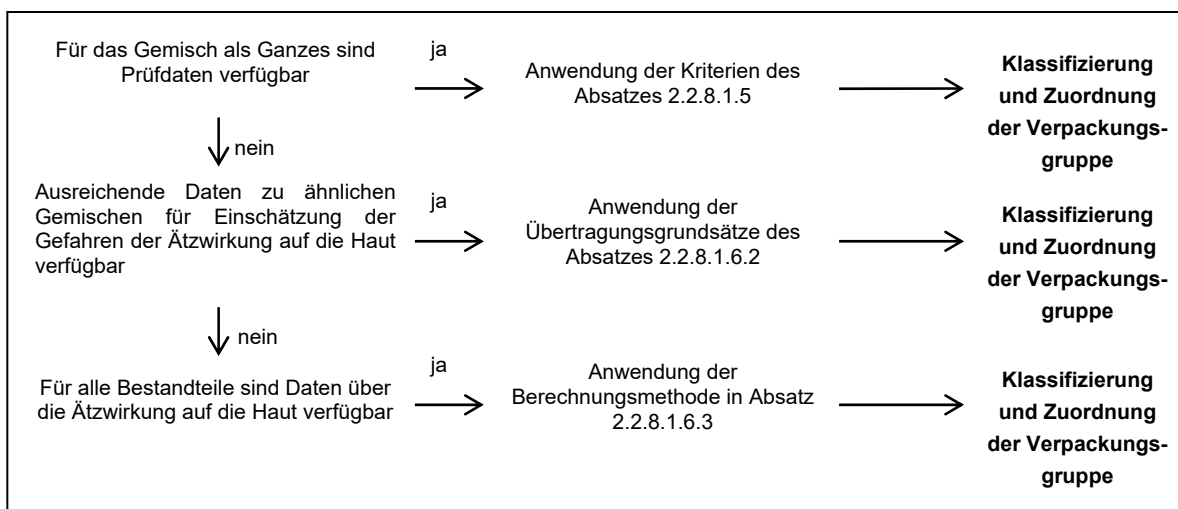 Für das Gemisch als Ganzes sind
Prüfdaten verfügbar
ja
Anwendung der Kriterien des
Absatzes 2.2.8.1.5
Klassifizierung
und Zuordnung
der Verpackungs-
gruppe
nein
Ausreichende Daten zu ähnlichen
Gemischen für Einschätzung der
Gefahren der Ätzwirkung auf die Haut
verfügbar
ja
Anwendung der
Übertragungsgrundsätze des
Absatzes 2.2.8.1.6.2
Klassifizierung
und Zuordnung
der Verpackungs-
gruppe
nein
Für alle Bestandteile sind Daten über
die Ätzwirkung auf die Haut verfügbar
ja
Anwendung der
Berechnungsmethode in Absatz
2.2.8.1.6.3
Klassifizierung
und Zuordnung
der Verpackungs-
gruppe